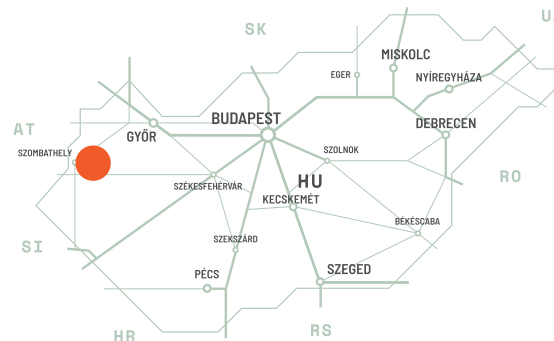 SK
U
MISKOLC
EGER
NYÍREGYHÁZA
BUDAPEST
DEBRECEN
AT
GYŐR
SZOMBATHELY
SZOLNOK
RO
HU
SZÉKESFEHÉRVÁR
KECSKEMÉT
BÉKÉSCABA
SI
SZEKSZÁRD
PÉCS
SZEGED
HR
RS